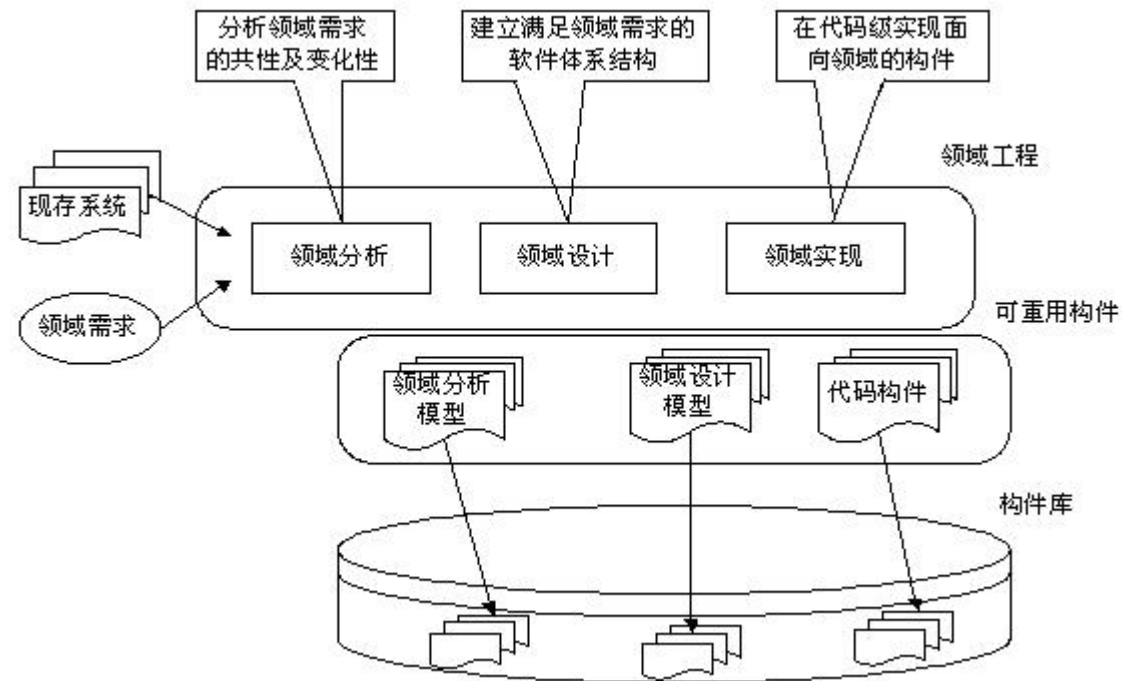 分析领域需求
的共性及变化性
建立满足领域需求的
软件体系结构
在代码级实现面
向领域的构件
领域工程
现存系统
领域分析
领域设计
领域实现
领域需求
可重用构件
领域分析
模型
领域设计
模型
代码构件
构件库